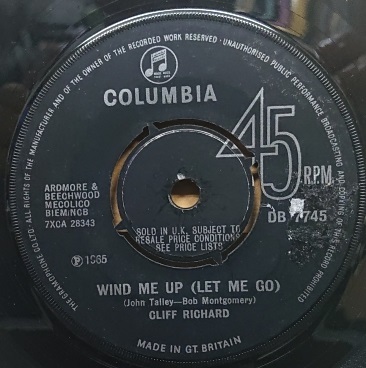 THE GRAMOPHONE CO. LTD. · ALL RIGHTS OF THE MANUFACTURER AND OF THE OWNER OF THE RECORDED WORK RESERVED · UNAUTHORISED PUBLIC PERFORMANCE BROADCASTING AND COPYING OF THIS RECORD PROHIBITED
COLUMBIA
45 RPM
ARDMORE &
BEECHWOOD
MECOLICO
BIEM/NCB
7XCA 28343
DB 7745
SOLD IN U.K. SUBJECT TO
RESALE PRICE CONDITIONS
SEE PRICE LISTS
Ⓟ 1965
WIND ME UP (LET ME GO)
(John Talley—Bob Montgomery)
CLIFF RICHARD
MADE IN GT. BRITAIN